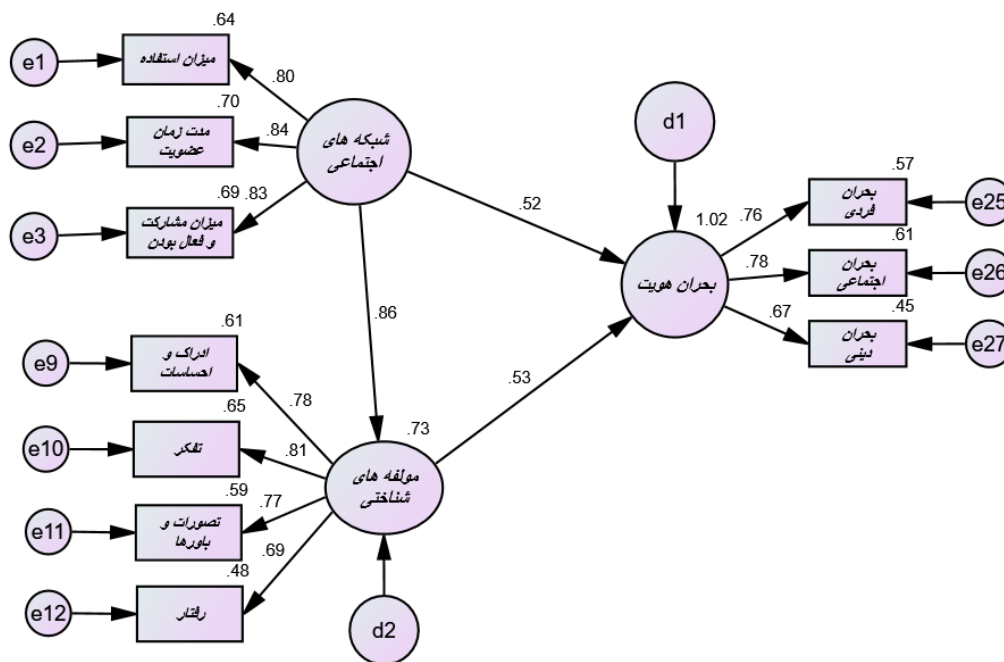 .64
e1
میزان استفاده
.80
.70
e2
مدت زمان
عضویت
.84
.69
.83
e3
میزان مشارکت
و فعال بودن
شبکه های
اجتماعی
d1
.52
.86
1.02
بحران هویت
.76
.57
بحران
فردی
e25
.78
.61
بحران
اجتماعی
e26
.67
.45
بحران
دینی
e27
.53
.61
e9
ادراک و
احساسات
.78
.65
e10
تفکر
.81
.59
e11
تصورات و
باورها
.77
.48
e12
رفتار
.69
.73
مولفه های
شناختی
d2